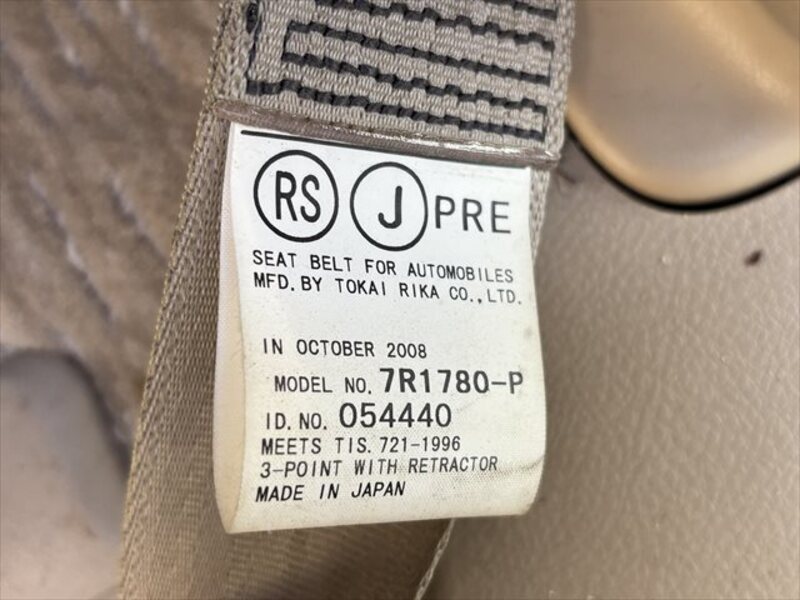 RS J PRE
SEAT BELT FOR AUTOMOBILES
MFD. BY TOKAI RIKA CO., LTD.
IN OCTOBER 2008
MODEL NO. 7R1780-P
ID. NO. 054440
MEETS TIS. 721-1996
3-POINT WITH RETRACTOR
MADE IN JAPAN